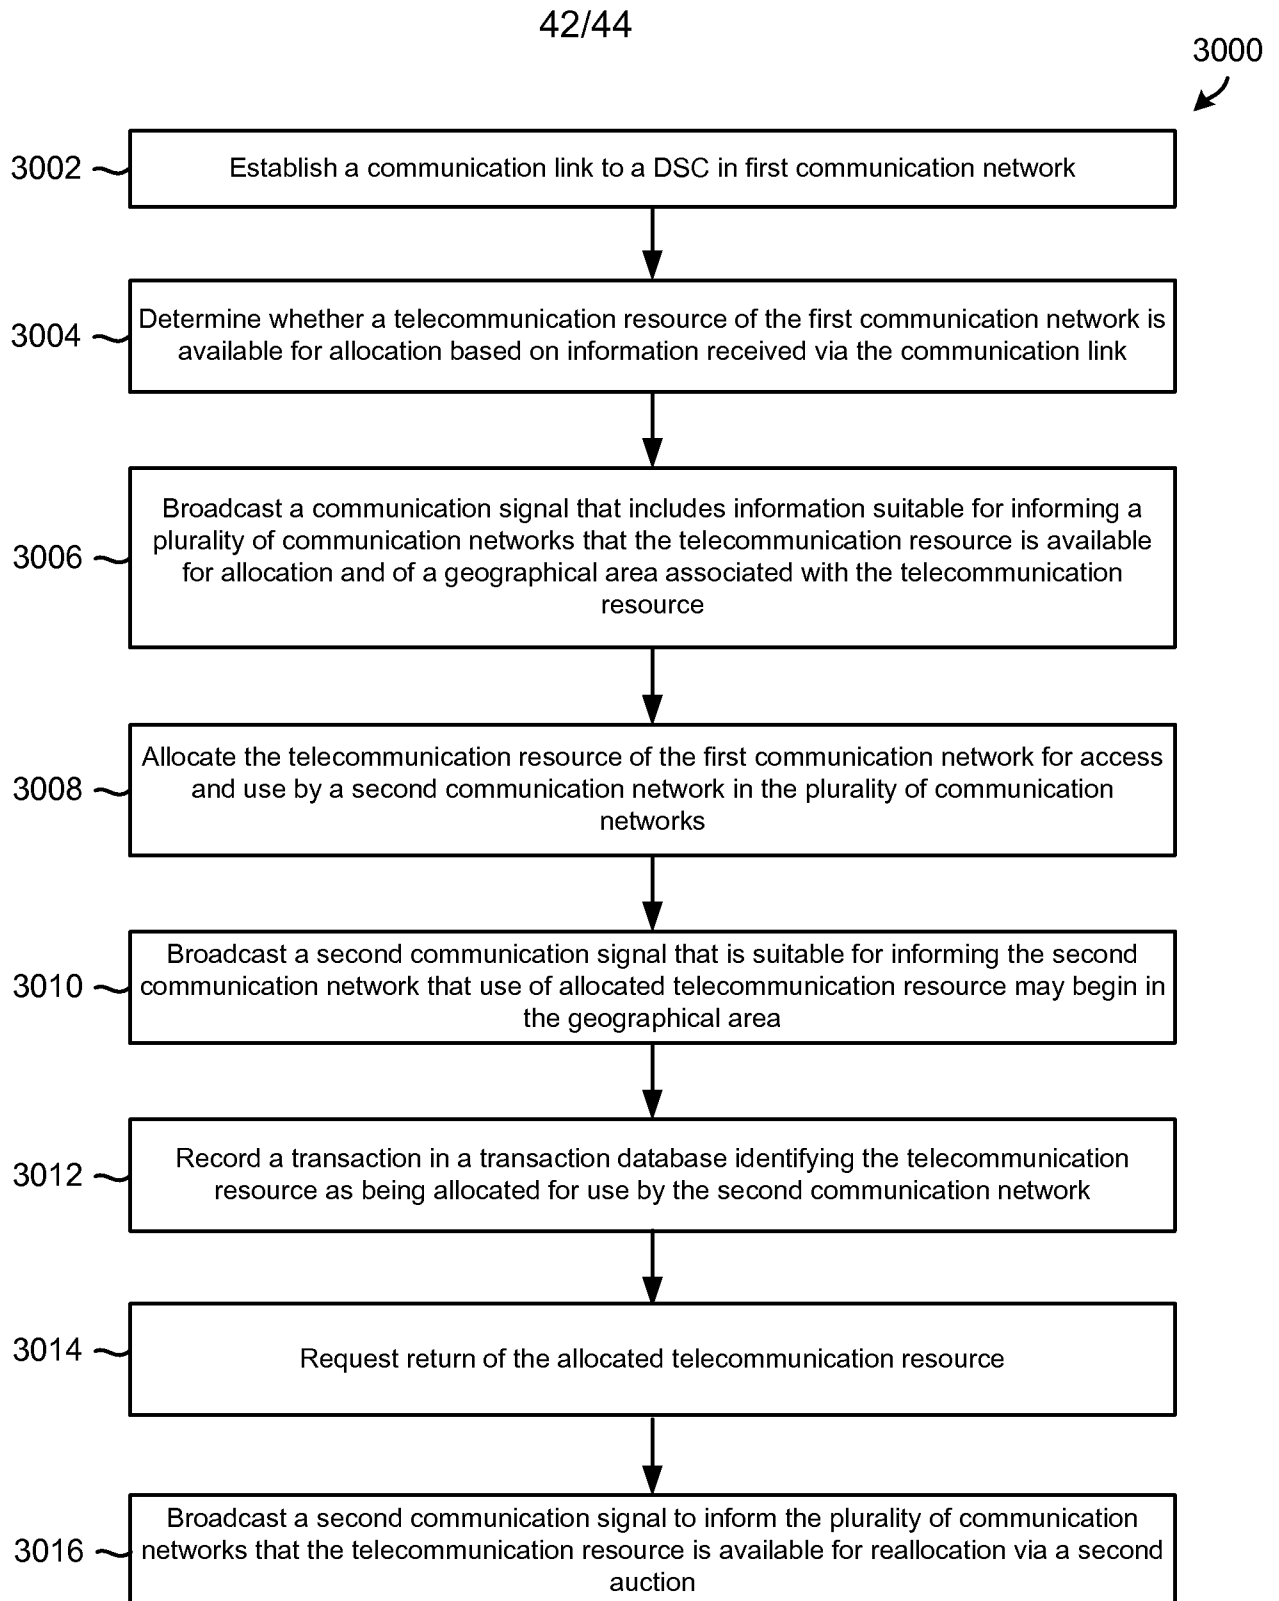 42/44
3000
3002
Establish a communication link to a DSC in first communication network
3004
Determine whether a telecommunication resource of the first communication network is
available for allocation based on information received via the communication link
3006
Broadcast a communication signal that includes information suitable for informing a
plurality of communication networks that the telecommunication resource is available
for allocation and of a geographical area associated with the telecommunication
resource
3008
Allocate the telecommunication resource of the first communication network for access
and use by a second communication network in the plurality of communication
networks
3010
Broadcast a second communication signal that is suitable for informing the second
communication network that use of allocated telecommunication resource may begin in
the geographical area
3012
Record a transaction in a transaction database identifying the telecommunication
resource as being allocated for use by the second communication network
3014
Request return of the allocated telecommunication resource
3016
Broadcast a second communication signal to inform the plurality of communication
networks that the telecommunication resource is available for reallocation via a second
auction